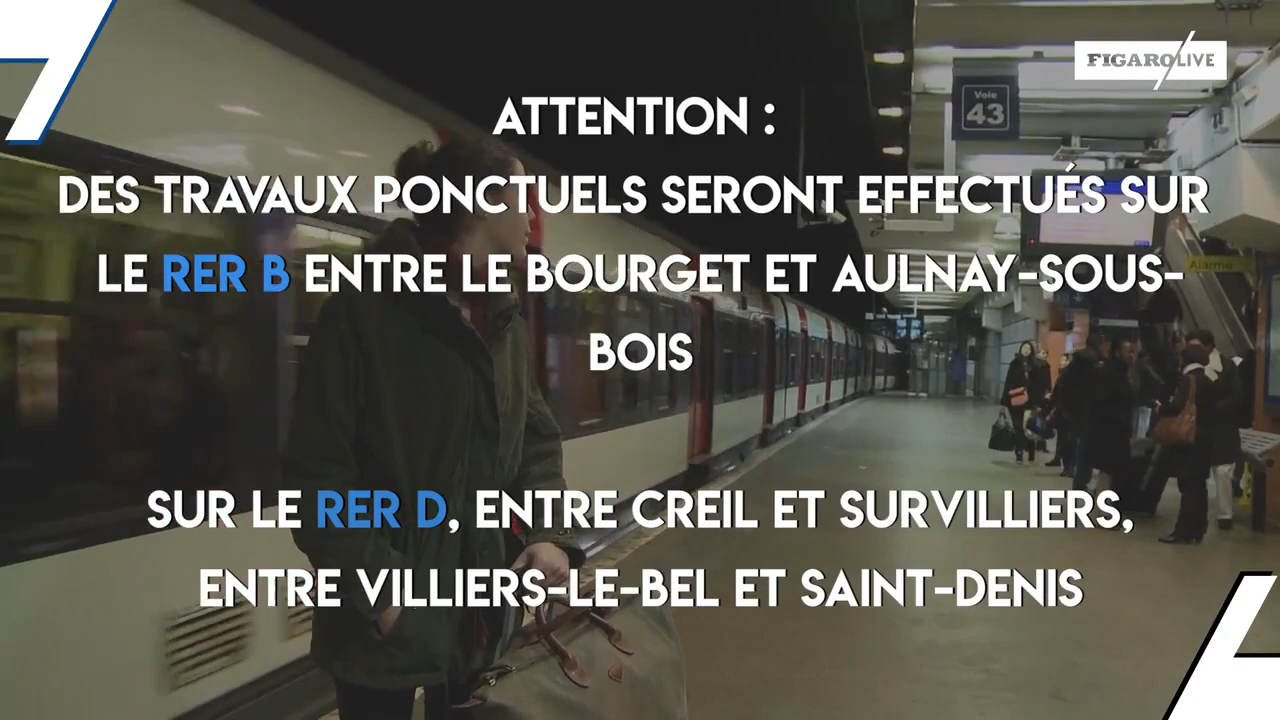 FIGAROLIVE
Voie
43
ATTENTION :
DES TRAVAUX PONCTUELS SERONT EFFECTUÉS SUR
LE RER B ENTRE LE BOURGET ET AULNAY-SOUS-
BOIS
Alarme
SUR LE RER D, ENTRE CREIL ET SURVILLIERS,
ENTRE VILLIERS-LE-BEL ET SAINT-DENIS